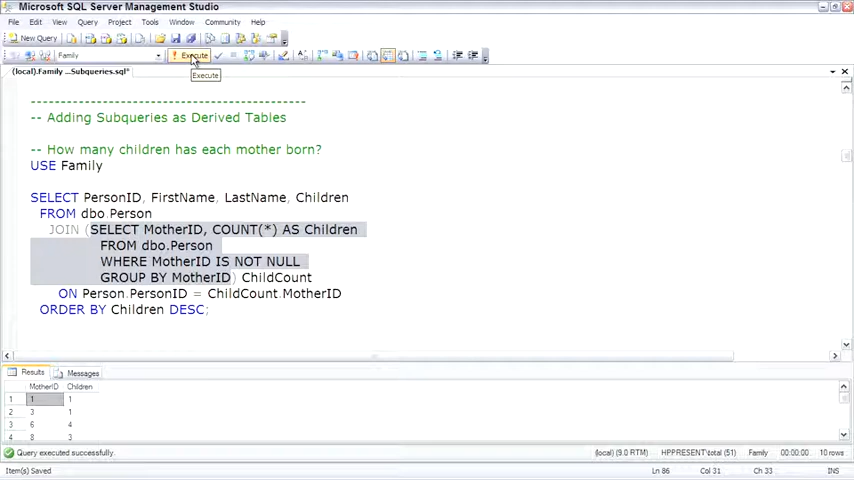 Microsoft SQL Server Management Studio
File Edit View Query Project Tools Window Community Help
New Query
Family Execute
(local).Family ...Subqueries.sql*
Execute
---------------------------------------------
-- Adding Subqueries as Derived Tables
-- How many children has each mother born?
USE Family
SELECT PersonID, FirstName, LastName, Children
FROM dbo.Person
JOIN (SELECT MotherID, COUNT(*) AS Children
FROM dbo.Person
WHERE MotherID IS NOT NULL
GROUP BY MotherID) ChildCount
ON Person.PersonID = ChildCount.MotherID
ORDER BY Children DESC;
Results Messages
MotherID Children
1 1 1
2 3 1
3 6 4
4 8 3
Query executed successfully. (local) (9.0 RTM) HPPRESENT\total (51) Family 00:00:00 10 rows
Item(s) Saved Ln 86 Col 31 Ch 33 INS